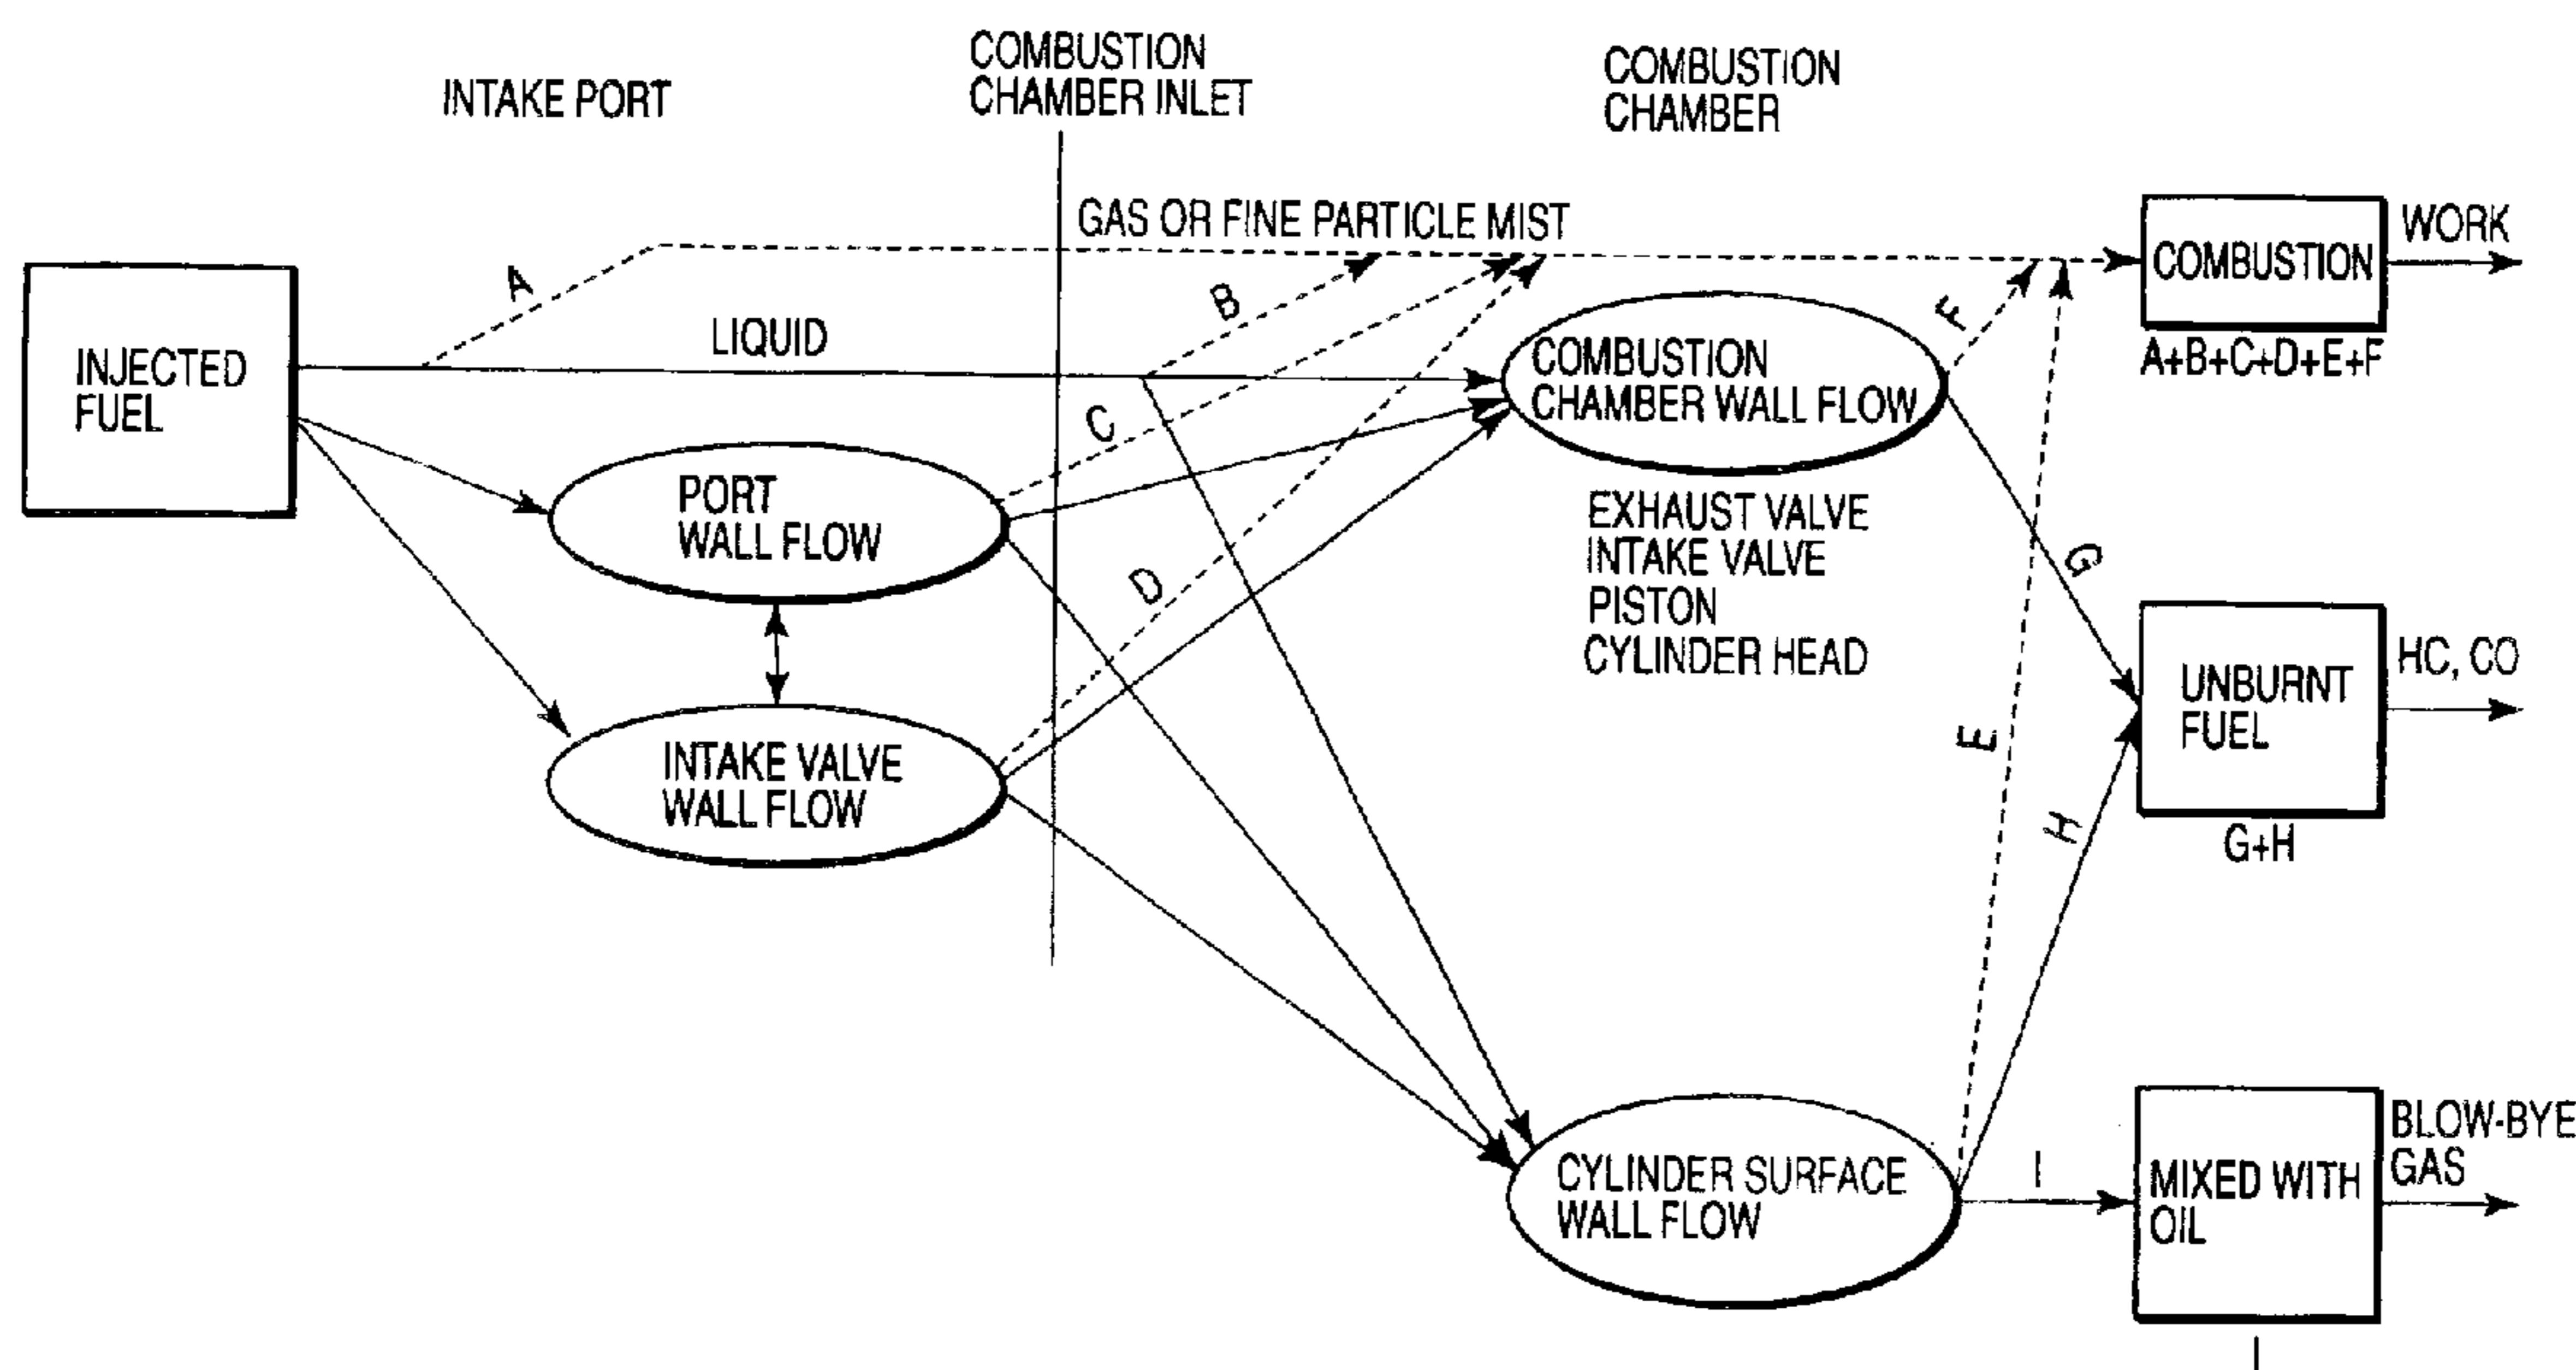 INTAKE PORT
COMBUSTION
CHAMBER INLET
COMBUSTION
CHAMBER
GAS OR FINE PARTICLE MIST
A
B
LIQUID
INJECTED
FUEL
C
D
PORT
WALL FLOW
INTAKE VALVE
WALL FLOW
COMBUSTION
CHAMBER WALL FLOW
EXHAUST VALVE
INTAKE VALVE
PISTON
CYLINDER HEAD
F
G
E
H
COMBUSTION
WORK
A+B+C+D+E+F
UNBURNT
FUEL
HC, CO
G+H
CYLINDER SURFACE
WALL FLOW
I
MIXED WITH
OIL
BLOW-BYE
GAS
I